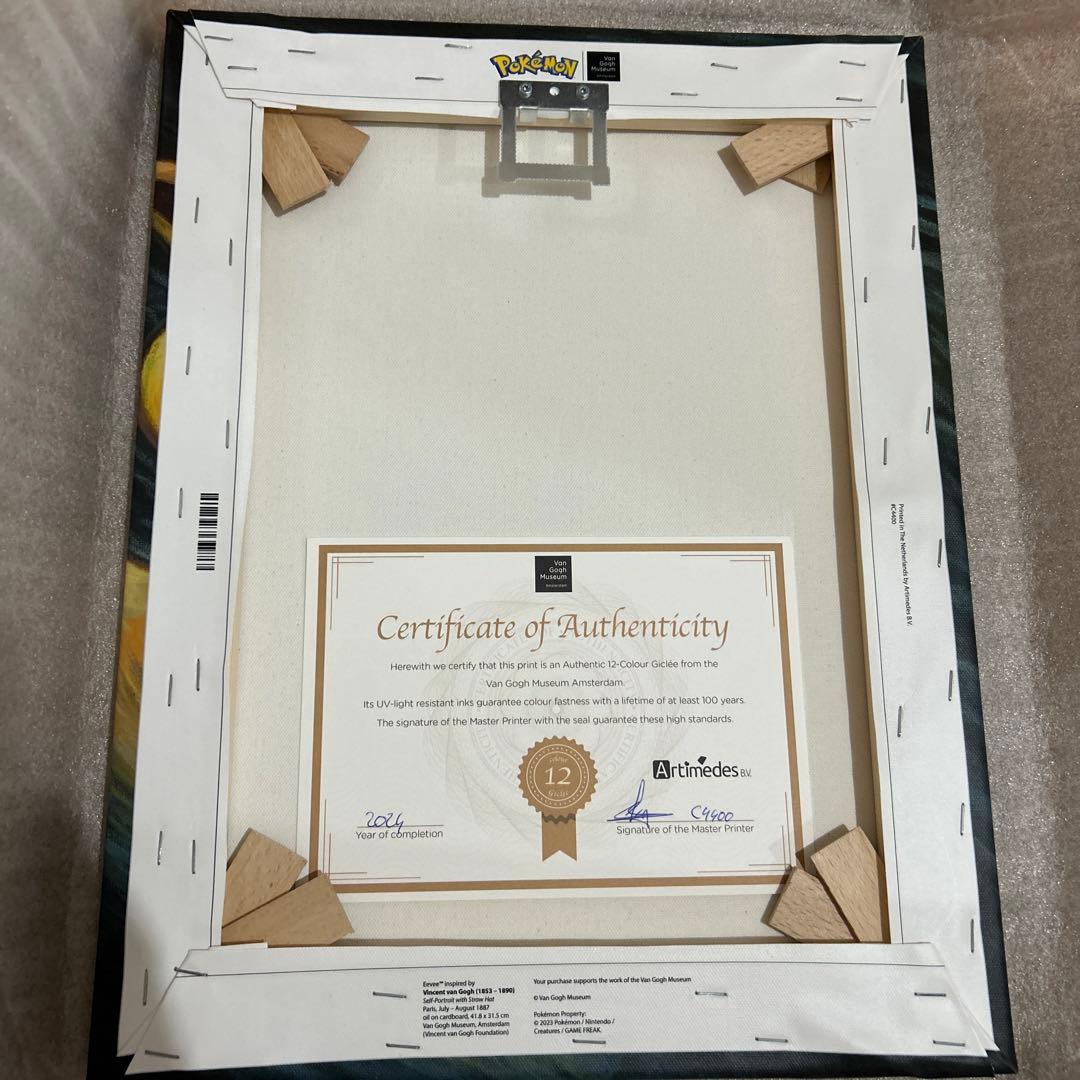 POKéMON
Van
Gogh
Museum
Amsterdam
Printed in The Netherlands by Artimedes B.V.
#C4400
Van
Gogh
Museum
Amsterdam
Certificate of Authenticity
Herewith we certify that this print is an Authentic 12-Colour Giclée from the
Van Gogh Museum Amsterdam.
Its UV-light resistant inks guarantee colour fastness with a lifetime of at least 100 years.
The signature of the Master Printer with the seal guarantee these high standards.
colour
12
Giclée
Artimedes B.V.
2024
Year of completion
C4400
Signature of the Master Printer
Eevee™ inspired by
Vincent van Gogh (1853 – 1890)
Self-Portrait with Straw Hat
Paris, July – August 1887
oil on cardboard, 41.8 x 31.5 cm
Van Gogh Museum, Amsterdam
(Vincent van Gogh Foundation)
Your purchase supports the work of the Van Gogh Museum
© Van Gogh Museum
Pokémon Property:
© 2023 Pokémon / Nintendo /
Creatures / GAME FREAK.